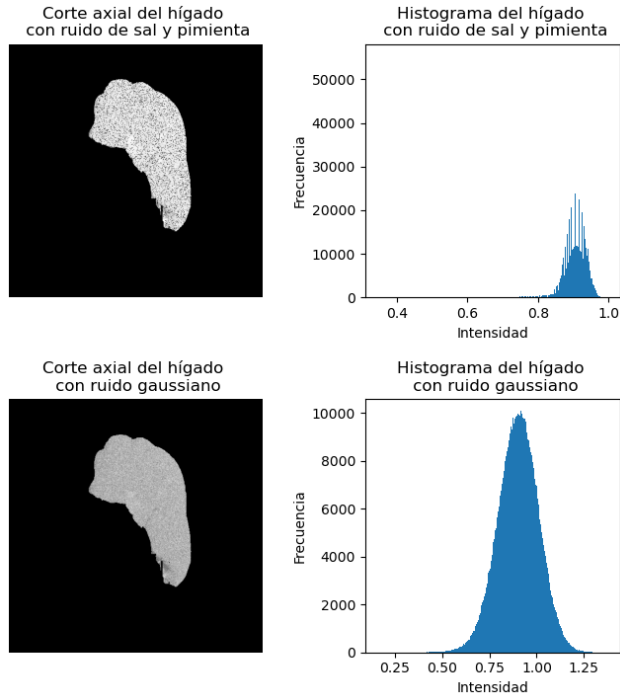 Corte axial del hígado
con ruido de sal y pimienta
Histograma del hígado
con ruido de sal y pimienta
50000
40000
30000
20000
10000
0
Frecuencia
0.4
0.6
0.8
1.0
Intensidad
Corte axial del hígado
con ruido gaussiano
Histograma del hígado
con ruido gaussiano
10000
8000
6000
4000
2000
0
Frecuencia
0.25
0.50
0.75
1.00
1.25
Intensidad